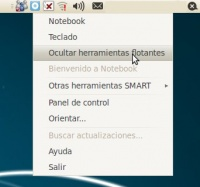 Notebook
Teclado
Ocultar herramientas flotantes
Bienvenido a Notebook
Otras herramientas SMART
Panel de control
Orientar...
Buscar actualizaciones...
Ayuda
Salir